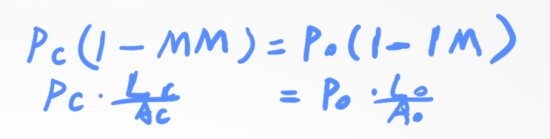 Pc(1-MM) = Po(1-IM)
Pc · Lc/Ac = Po · Lo/Ao